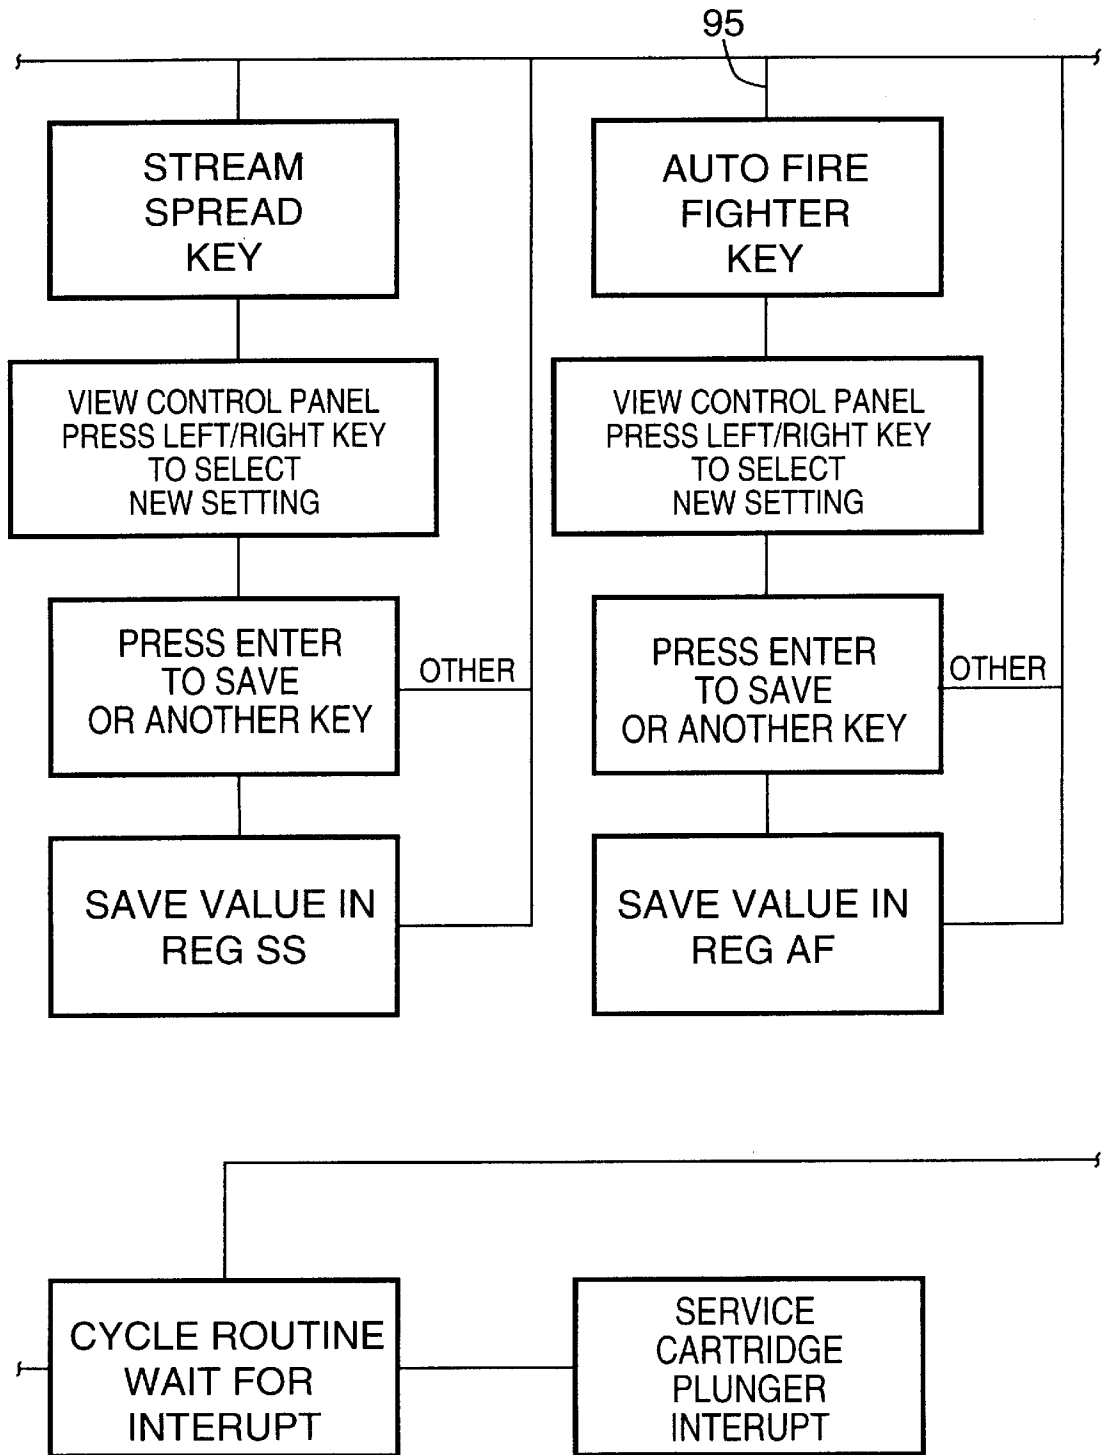 95
STREAM
SPREAD
KEY
AUTO FIRE
FIGHTER
KEY
VIEW CONTROL PANEL
PRESS LEFT/RIGHT KEY
TO SELECT
NEW SETTING
VIEW CONTROL PANEL
PRESS LEFT/RIGHT KEY
TO SELECT
NEW SETTING
PRESS ENTER
TO SAVE
OR ANOTHER KEY
OTHER
PRESS ENTER
TO SAVE
OR ANOTHER KEY
OTHER
SAVE VALUE IN
REG SS
SAVE VALUE IN
REG AF
CYCLE ROUTINE
WAIT FOR
INTERUPT
SERVICE
CARTRIDGE
PLUNGER
INTERUPT